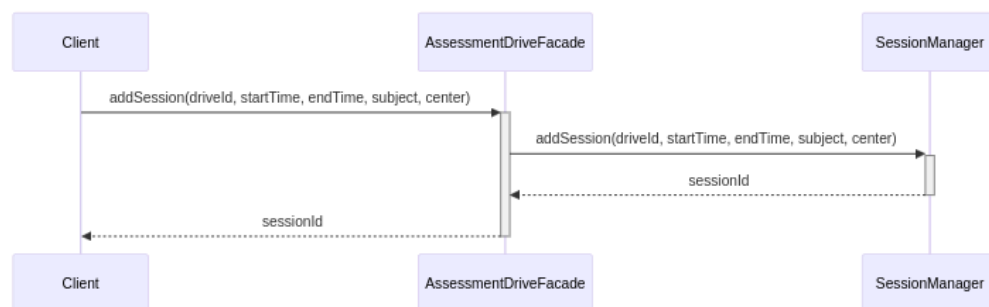 Client
AssessmentDriveFacade
SessionManager
addSession(driveId, startTime, endTime, subject, center)
addSession(driveId, startTime, endTime, subject, center)
sessionId
sessionId
Client
AssessmentDriveFacade
SessionManager